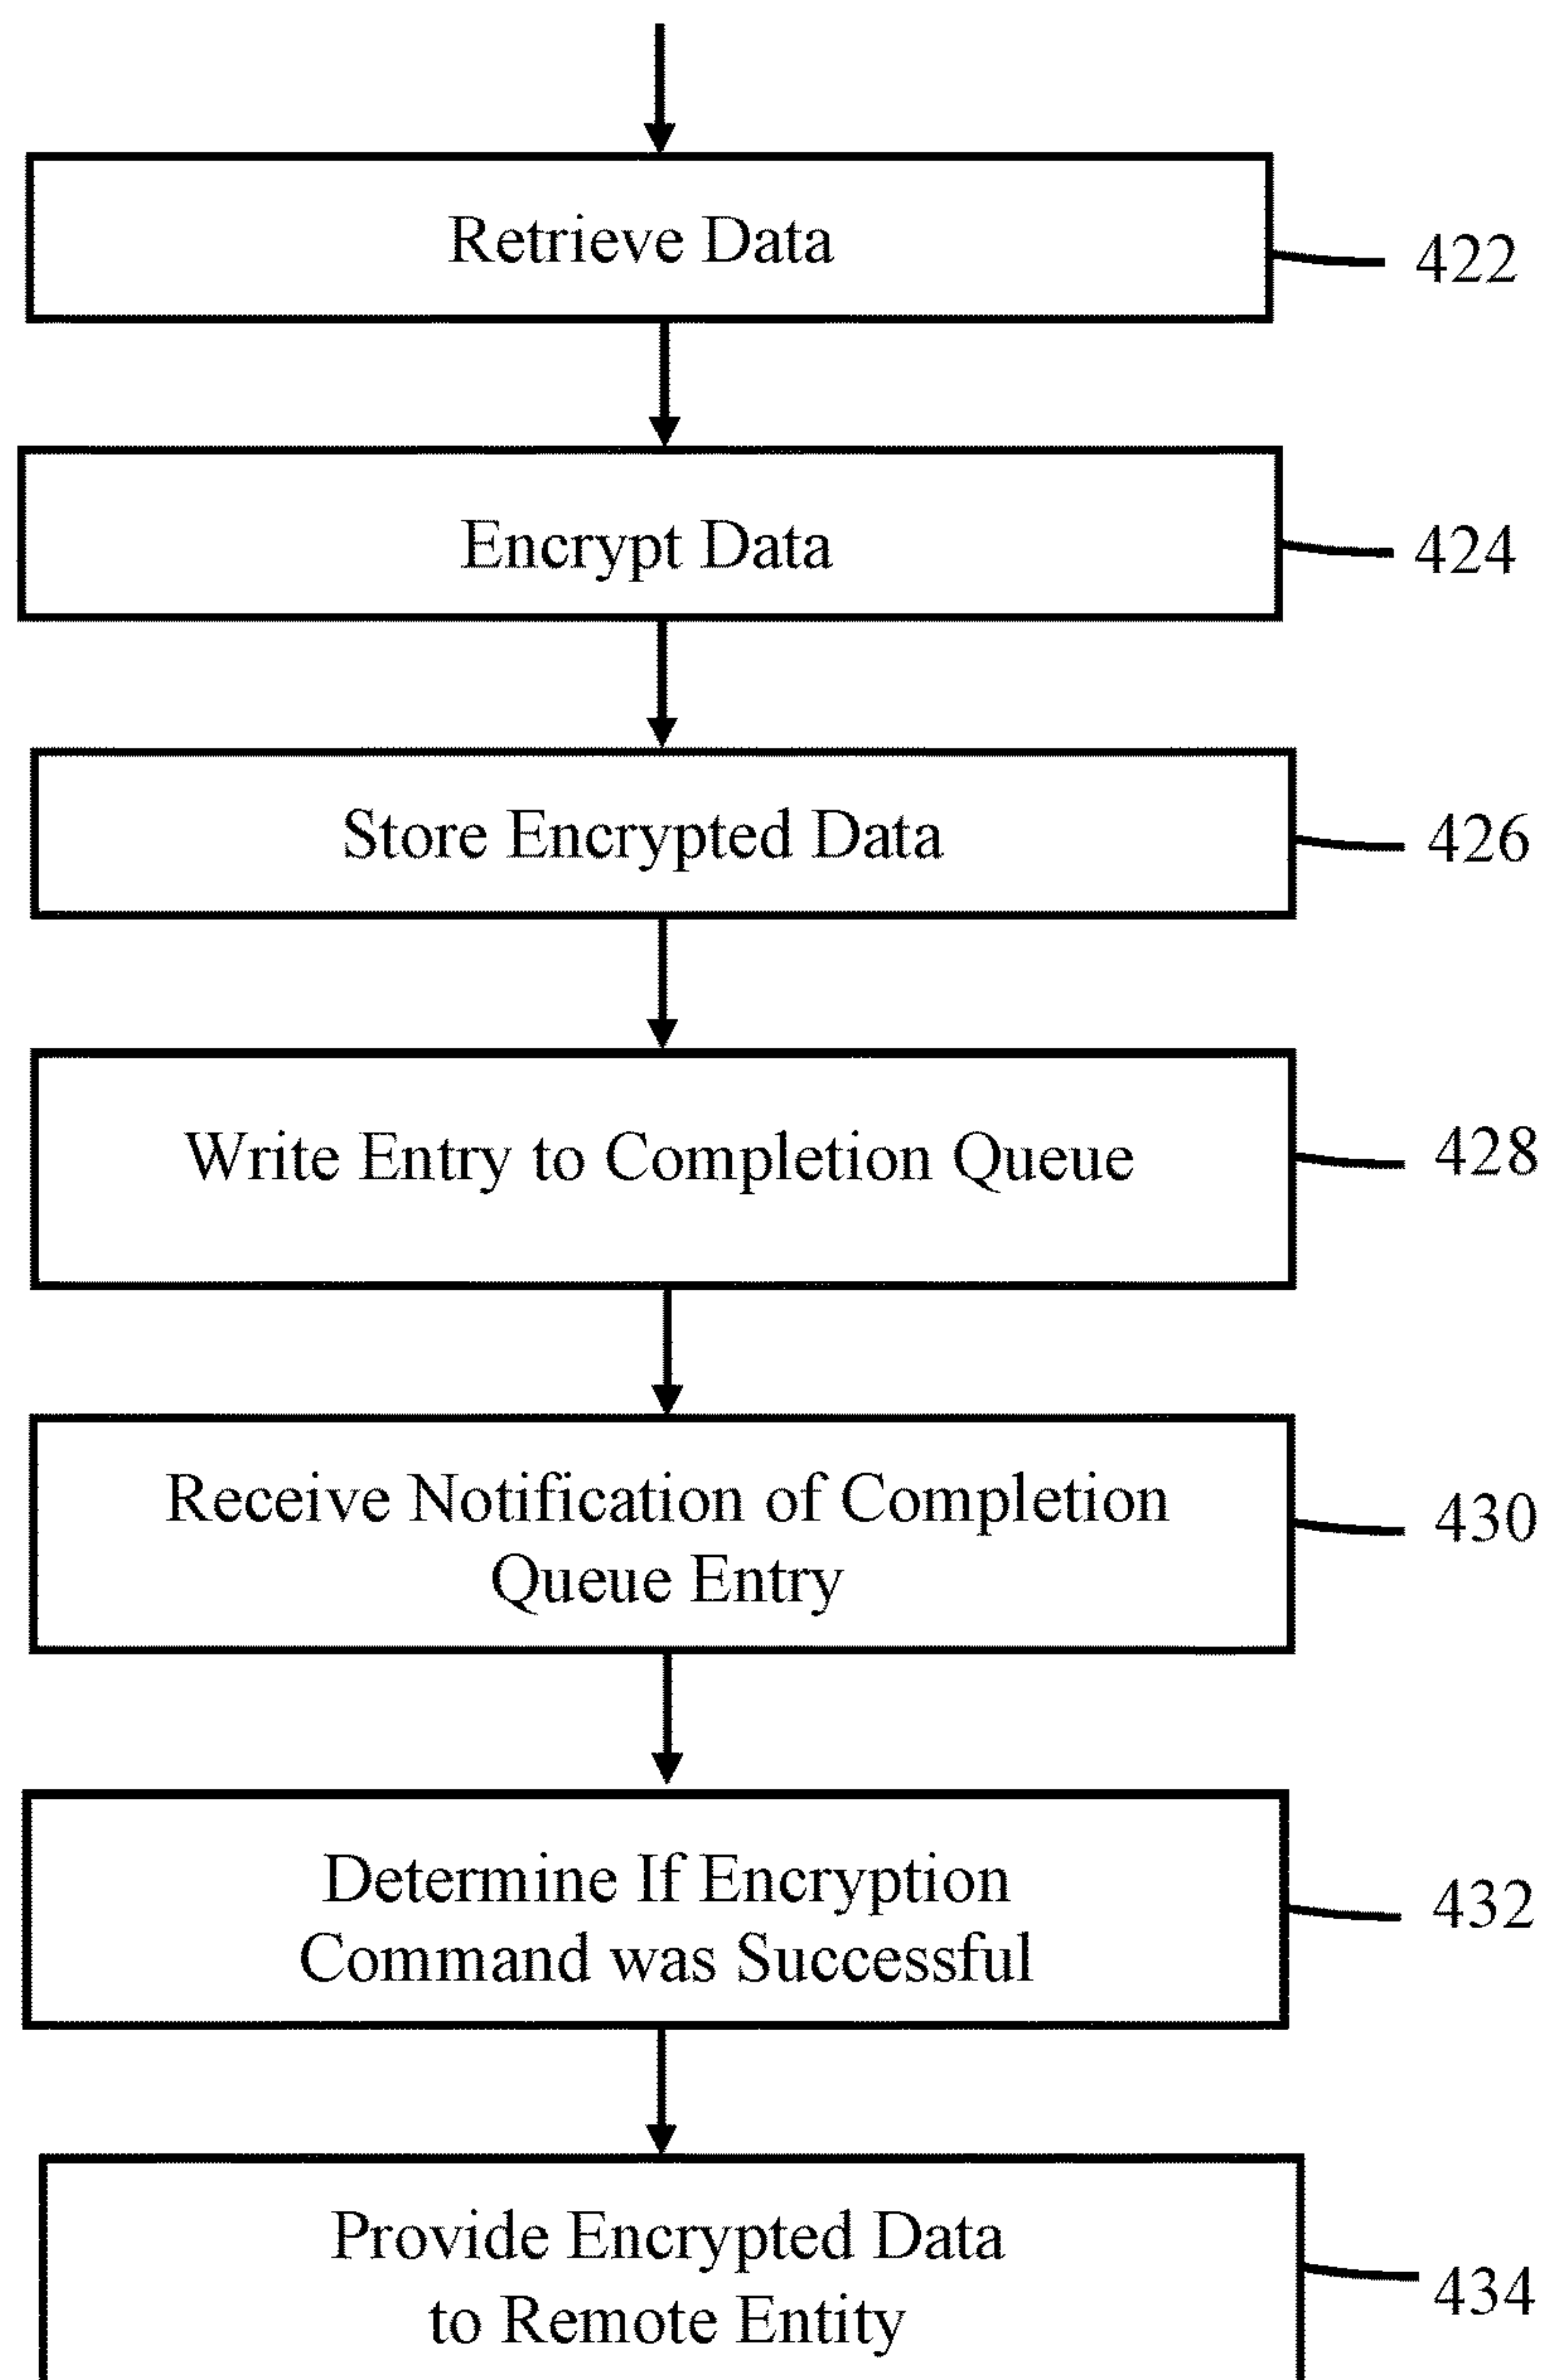 Retrieve Data
422
Encrypt Data
424
Store Encrypted Data
426
Write Entry to Completion Queue
428
Receive Notification of Completion
Queue Entry
430
Determine If Encryption
Command was Successful
432
Provide Encrypted Data
to Remote Entity
434